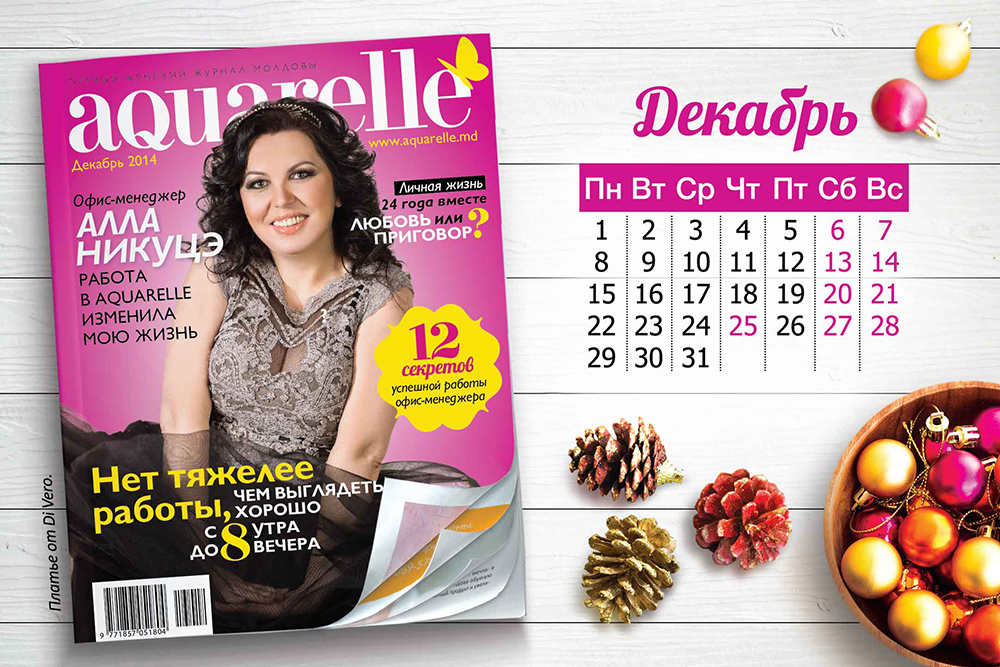 ЖЕНСКИЙ ЖУРНАЛ МОЛДОВЫ
aquarelle
www.aquarelle.md
Декабрь 2014
Офис-менеджер
АЛЛА
НИКУЦЭ
РАБОТА
В AQUARELLE
ИЗМЕНИЛА
МОЮ ЖИЗНЬ
Личная жизнь
24 года вместе
ЛЮБОВЬ ИЛИ
ПРИГОВОР?
12
секретов
успешной работы
офис-менеджера
Нет тяжелее
работы, ЧЕМ ВЫГЛЯДЕТЬ
ХОРОШО
С 8 УТРА
ДО ВЕЧЕРА
9 771857 051804
Платье от Di Vero.
Декабрь
Пн Вт Ср Чт Пт Сб Вс
1 2 3 4 5 6 7
8 9 10 11 12 13 14
15 16 17 18 19 20 21
22 23 24 25 26 27 28
29 30 31